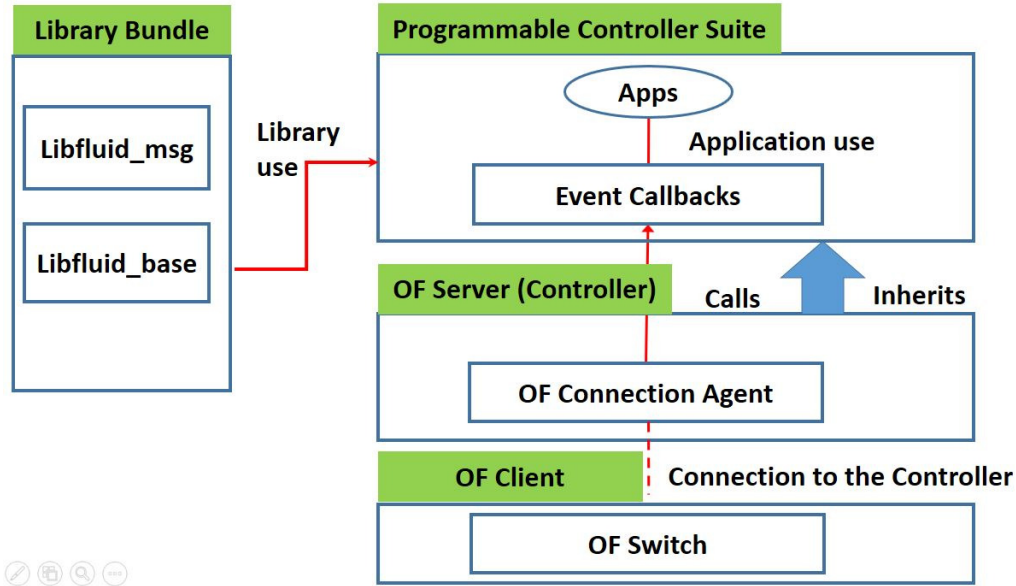 Library Bundle
Libfluid_msg
Libfluid_base
Library
use
Programmable Controller Suite
Apps
Application use
Event Callbacks
OF Server (Controller)
Calls
Inherits
OF Connection Agent
OF Client
Connection to the Controller
OF Switch